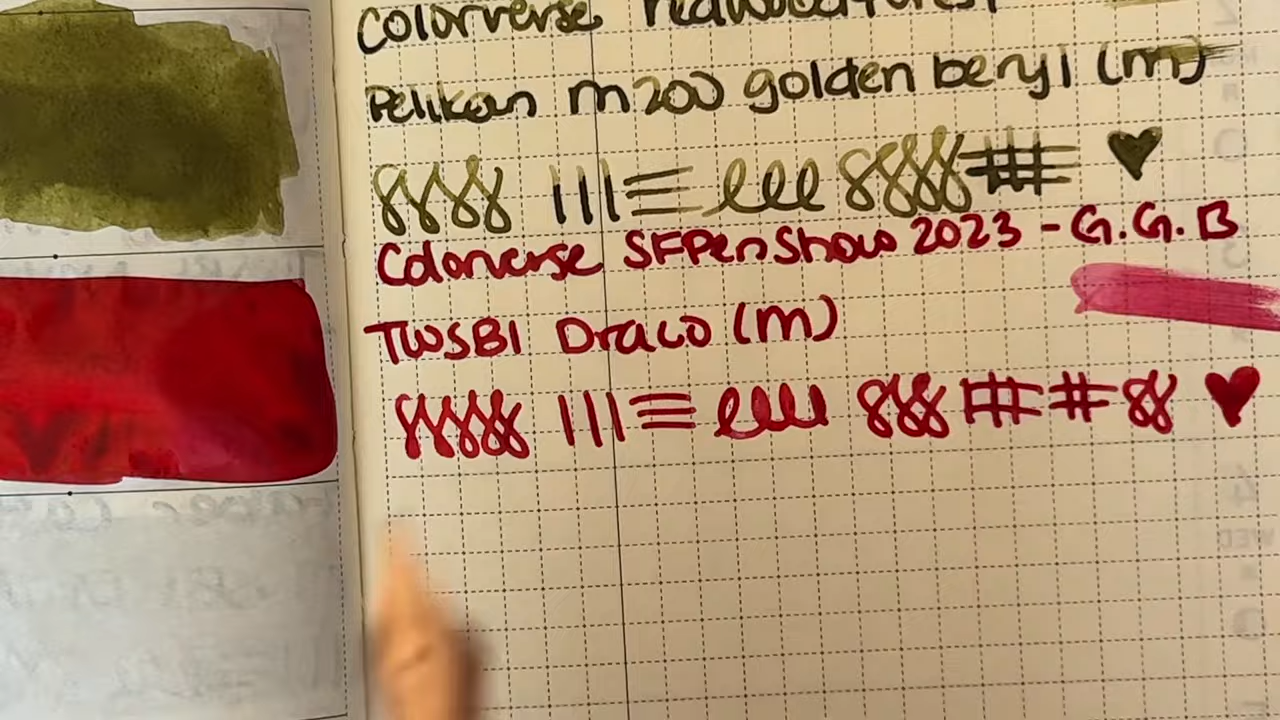 Colorverse
Pelikan m200 golden beryl (m)
Colorverse SFPenShow 2023 - G.G.B
TWSBI Draco (m)